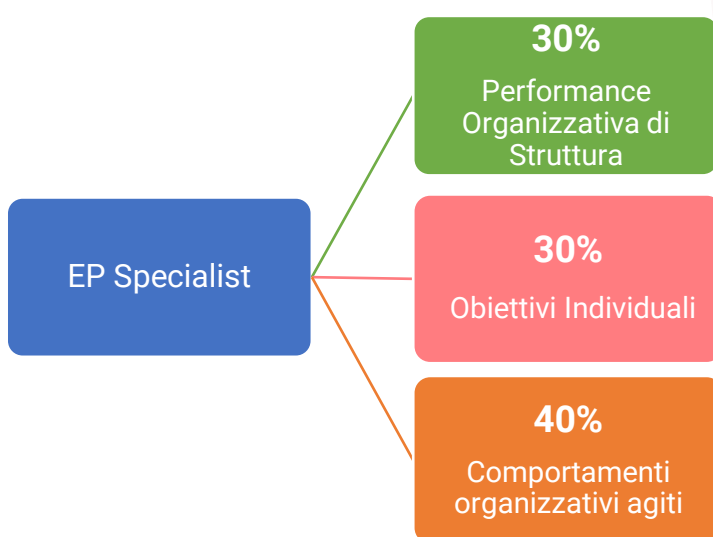 30%
Performance
Organizzativa di
Struttura
EP Specialist
30%
Obiettivi Individuali
40%
Comportamenti
organizzativi agiti